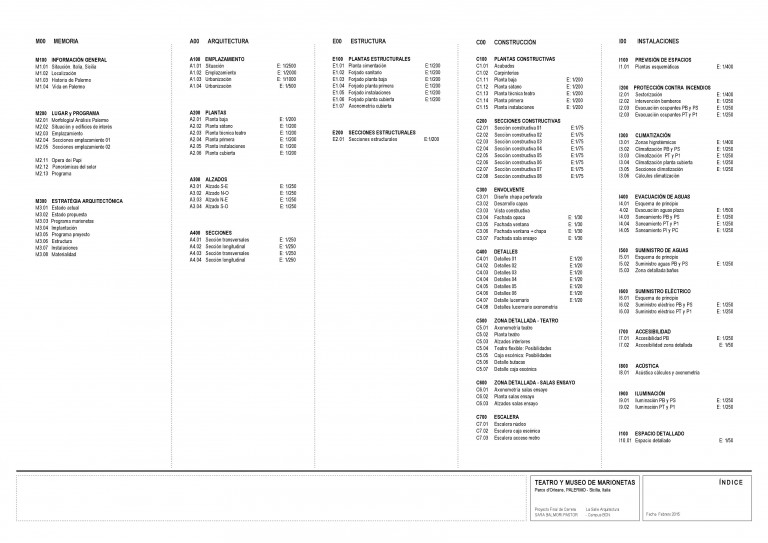 M00 MEMORIA
M100 INFORMACIÓN GENERAL
M1.01 Situación. Italia, Sicilia
M1.02 Localización
M1.03 Historia de Palermo
M1.04 Vida en Palermo
M200 LUGAR y PROGRAMA
M2.01 Morfología/ Análisis Palermo
M2.02 Situacion y edificios de interés
M2.03 Emplazamiento
M2.04 Secciones emplazamiento 01
M2.05 Secciones emplazamiento 02
M2.11 Opera dei Pupi
M2.12 Panorámicas del solar
M2.13 Programa
M300 ESTRATEGIA ARQUITECTÓNICA
M3.01 Estado actual
M3.02 Estado propuesta
M3.03 Programa marionetas
M3.04 Implantación
M3.05 Programa proyecto
M3.06 Estructura
M3.07 Instalaciones
M3.08 Materialidad
A00 ARQUITECTURA
A100 EMPLAZAMIENTO
A1.01 Situación E: 1/2500
A1.02 Emplazamiento E: 1/2000
A1.03 Urbanización E: 1/1000
A1.04 Urbanización E: 1/500
A200 PLANTAS
A2.01 Planta baja E: 1/200
A2.02 Planta sótano E: 1/200
A2.03 Planta tecnica teatro E: 1/200
A2.04 Planta primera E: 1/200
A2.05 Planta instalaciones E: 1/200
A2.06 Planta cubierta E: 1/200
A300 ALZADOS
A3.01 Alzado S-E E: 1/250
A3.02 Alzado N-O E: 1/250
A3.03 Alzado N-E E: 1/250
A3.04 Alzado S-O E: 1/250
A400 SECCIONES
A4.01 Sección transversales E: 1/250
A4.02 Sección longitudinal E: 1/250
A4.03 Sección transversales E: 1/250
A4.04 Sección longitudinal E: 1/250
E00 ESTRUCTURA
E100 PLANTAS ESTRUCTURALES
E1.01 Planta cimentación E:1/200
E1.02 Forjado sanitario E:1/200
E1.03 Forjado planta baja E:1/200
E1.04 Forjado planta primera E:1/200
E1.05 Forjado instalaciones E:1/200
E1.06 Forjado planta cubierta E:1/200
E1.07 Axonometría cubierta
E200 SECCIONES ESTRUCTURALES
E2.01 Secciones estructurales E:1/200
C00 CONSTRUCCIÓN
C100 PLANTAS CONSTRUCTIVAS
C1.01 Acabados
C1.02 Carpinterías
C1.11 Planta baja E: 1/200
C1.12 Planta sótano E: 1/200
C1.13 Planta técnica teatro E: 1/200
C1.14 Planta primera E: 1/200
C1.15 Planta instalaciones E: 1/200
C200 SECCIONES CONSTRUCTIVAS
C2.01 Sección constructiva 01 E:1/75
C2.02 Sección constructiva 02 E:1/75
C2.03 Sección constructiva 03 E:1/75
C2.04 Sección constructiva 04 E:1/75
C2.05 Sección constructiva 05 E:1/75
C2.06 Sección constructiva 06 E:1/75
C2.07 Sección constructiva 07 E:1/75
C2.08 Sección constructiva 08 E:1/75
C300 ENVOLVENTE
C3.01 Diseño chapa perforada
C3.02 Desarrollo capas
C3.03 Vista constructiva
C3.04 Fachada opaca E: 1/30
C3.05 Fachada ventana E: 1/30
C3.06 Fachada ventana + chapa E: 1/30
C3.07 Fachada sala ensayo E: 1/30
C400 DETALLES
C4.01 Detalles 01 E:1/20
C4.02 Detalles 02 E:1/20
C4.03 Detalles 03 E:1/20
C4.04 Detalles 04 E:1/20
C4.05 Detalles 05 E:1/20
C4.06 Detalles 06 E:1/20
C4.07 Detalle lucernario E:1/20
C4.08 Detalles lucernario axonometría
C500 ZONA DETALLADA - TEATRO
C5.01 Axonometría teatro
C5.02 Planta teatro
C5.03 Alzados interiores
C5.04 Teatro flexible: Posibilidades
C5.05 Caja escénica: Posibilidades
C5.06 Detalle butacas
C5.07 Detalle caja escénica
C600 ZONA DETALLADA - SALAS ENSAYO
C6.01 Axonometría salas ensayo
C6.02 Planta salas ensayo
C6.03 Alzados salas ensayo
C700 ESCALERA
C7.01 Escalera núcleo
C7.02 Escalera caja escénica
C7.03 Escalera acceso teatro
I00 INSTALACIONES
I100 PREVISIÓN DE ESPACIOS
I1.01 Plantas esquemáticas E: 1/400
I200 PROTECCIÓN CONTRA INCENDIOS
I2.01 Sectorización E: 1/400
I2.02 Intervención bomberos E: 1/250
I2.03 Evacuación ocupantes PB y PS E: 1/250
I2.03 Evacuación ocupantes PT y P1 E: 1/250
I300 CLIMATIZACIÓN
I3.01 Zonas higrotérmicas E: 1/400
I3.02 Climatización PB y PS E: 1/250
I3.03 Climatización PT y P1 E: 1/250
I3.04 Climatización planta cubierta E: 1/250
I3.05 Secciones climatización E: 1/250
I3.06 Cálculos climatización
I400 EVACUACIÓN DE AGUAS
I4.01 Esquema de principio
4.02 Evacuación aguas plaza E: 1/500
I4.03 Saneamiento PB y PS E: 1/250
I4.04 Saneamiento PT y P1 E: 1/250
I4.05 Saneamiento PI y PC E: 1/250
I500 SUMINISTRO DE AGUAS
I5.01 Esquema de principio
I5.02 Suministro aguas PB y PS E: 1/250
I5.03 Zona detallada baños
I600 SUMINISTRO ELÉCTRICO
I6.01 Esquema de principio
I6.02 Suministro eléctrico PB y PS E: 1/250
I6.03 Suministro eléctrico PT y P1 E: 1/250
I700 ACCESIBILIDAD
I7.01 Accesibilidad PB E: 1/250
I7.02 Accesibilidad zona detallada E: 1/50
I800 ACÚSTICA
I8.01 Acústica cálculos y axonometría
I900 ILUMINACIÓN
I9.01 Iluminación PB y PS E: 1/250
I9.02 Iluminación PT y P1 E: 1/250
I100 ESPACIO DETALLADO
I10.01 Espacio detallado E: 1/50
TEATRO Y MUSEO DE MARIONETAS
Parco d'Orleans, PALERMO - Sicilia, Italia
Proyecto Final de Carrera La Salle Arquitectura
SARA BALMORI PASTOR Campus BCN
ÍNDICE
Fecha: Febrero